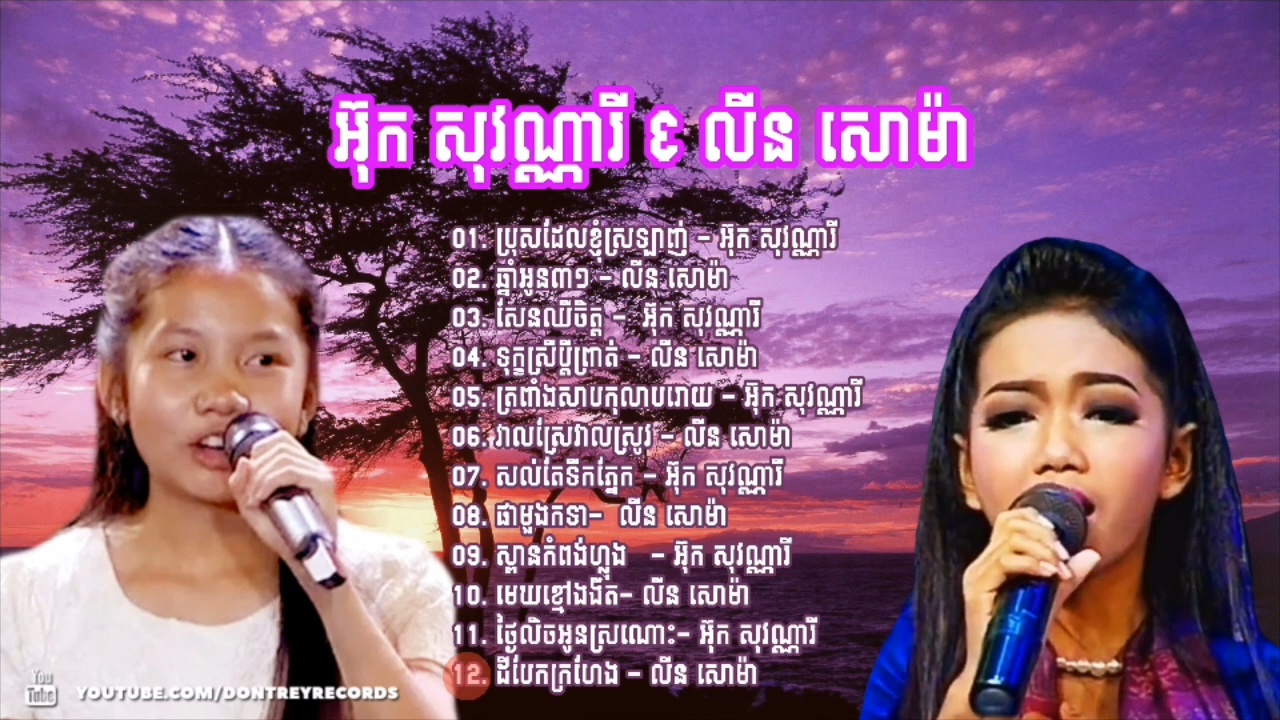 អ៊ុក សុវណ្ណារី & លីន សោម៉ា
01. ប្រុសដែលខ្ញុំស្រឡាញ់ - អ៊ុក សុវណ្ណារី
02. ឆ្នាំអូន៣១ - លីន សោម៉ា
03. សែនឈឺចិត្ត - អ៊ុក សុវណ្ណារី
04. ទុក្ខស្រីប្តីព្រាត់ - លីន សោម៉ា
05. ត្រពាំងសាបកុលាបរោយ - អ៊ុក សុវណ្ណារី
06. វាលស្រែវាលស្រូវ - លីន សោម៉ា
07. សល់តែទឹកភ្នែក - អ៊ុក សុវណ្ណារី
08. ផាមួងកទា- លីន សោម៉ា
09. ស្ពានកំពង់ហ្លួង - អ៊ុក សុវណ្ណារី
10. មេឃខ្មៅងងឹត- លីន សោម៉ា
11. ថ្ងៃលិចអូនស្រណោះ- អ៊ុក សុវណ្ណារី
12. ដីបែកក្រហែង - លីន សោម៉ា
You Tube YOUTUBE.COM/DONTREYRECORDS